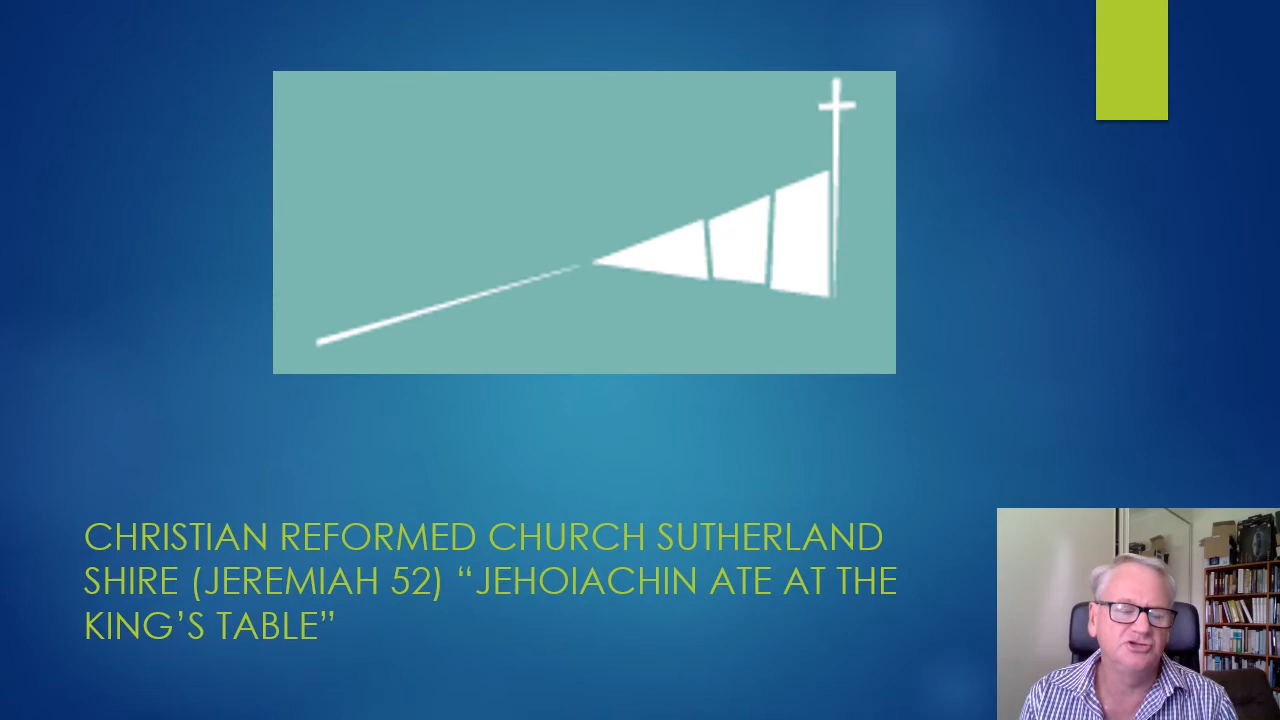 CHRISTIAN REFORMED CHURCH SUTHERLAND
SHIRE (JEREMIAH 52) “JEHOIACHIN ATE AT THE
KING’S TABLE”